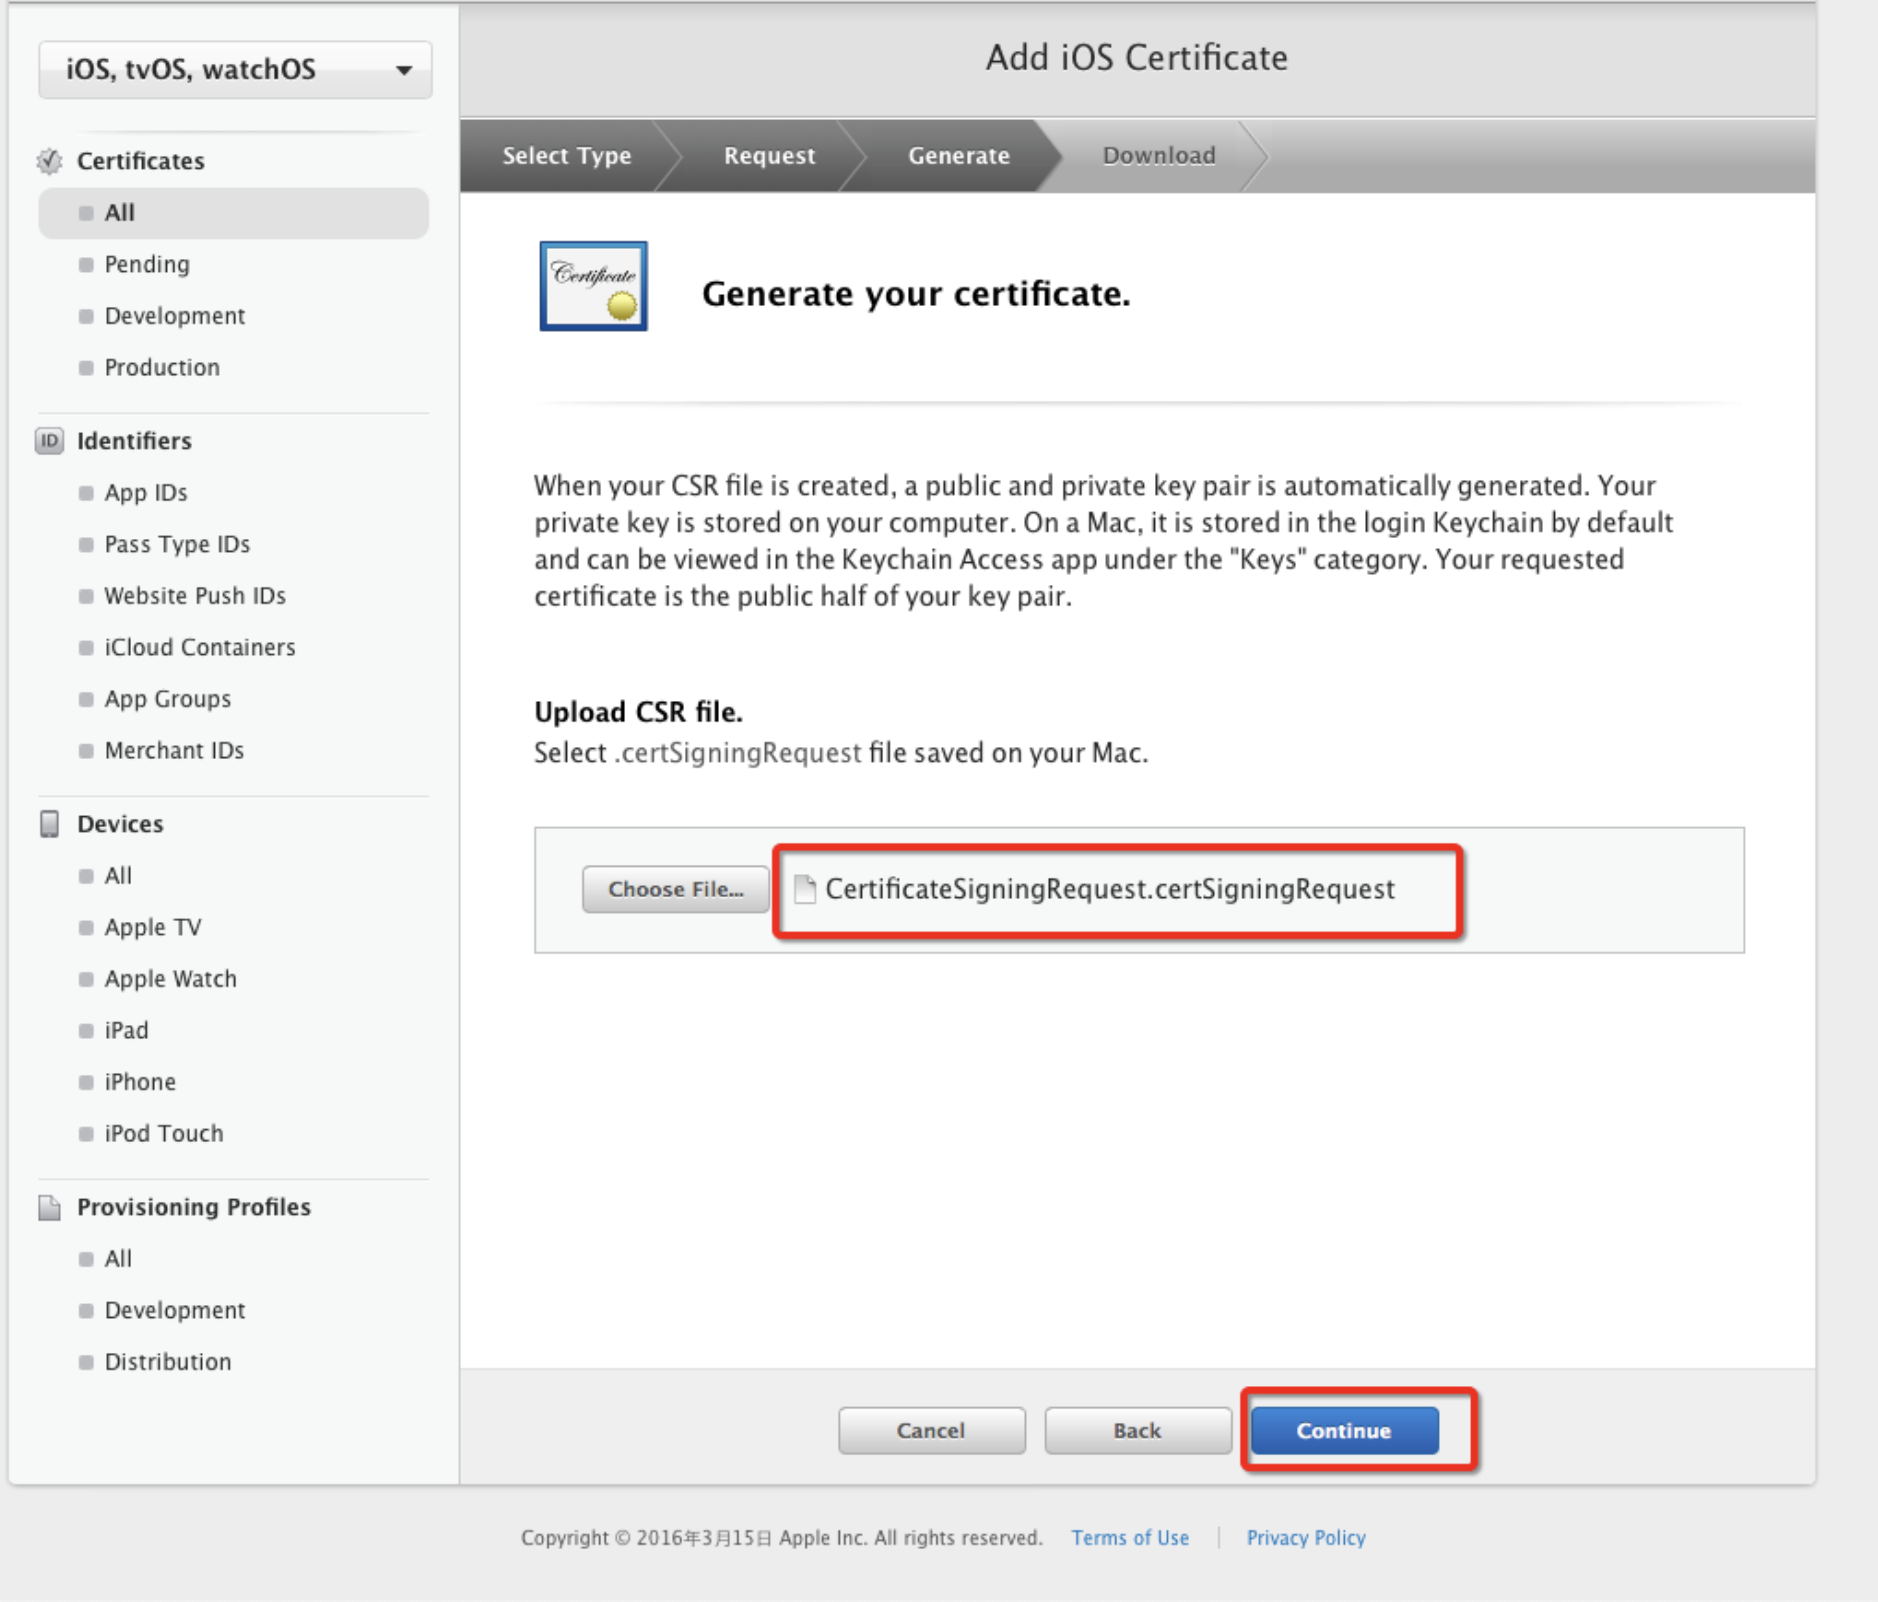 iOS, tvOS, watchOS
Certificates
All
Pending
Development
Production
Identifiers
ID
App IDs
Pass Type IDs
Website Push IDs
iCloud Containers
App Groups
Merchant IDs
Devices
All
Apple TV
Apple Watch
iPad
iPhone
iPod Touch
Provisioning Profiles
All
Development
Distribution
Add iOS Certificate
Select Type
Request
Generate
Download
Certificate
Generate your certificate.
When your CSR file is created, a public and private key pair is automatically generated. Your
private key is stored on your computer. On a Mac, it is stored in the login Keychain by default
and can be viewed in the Keychain Access app under the "Keys" category. Your requested
certificate is the public half of your key pair.
Upload CSR file.
Select .certSigningRequest file saved on your Mac.
Choose File...
CertificateSigningRequest.certSigningRequest
Cancel
Back
Continue
Copyright © 2016年3月15日 Apple Inc. All rights reserved. Terms of Use Privacy Policy